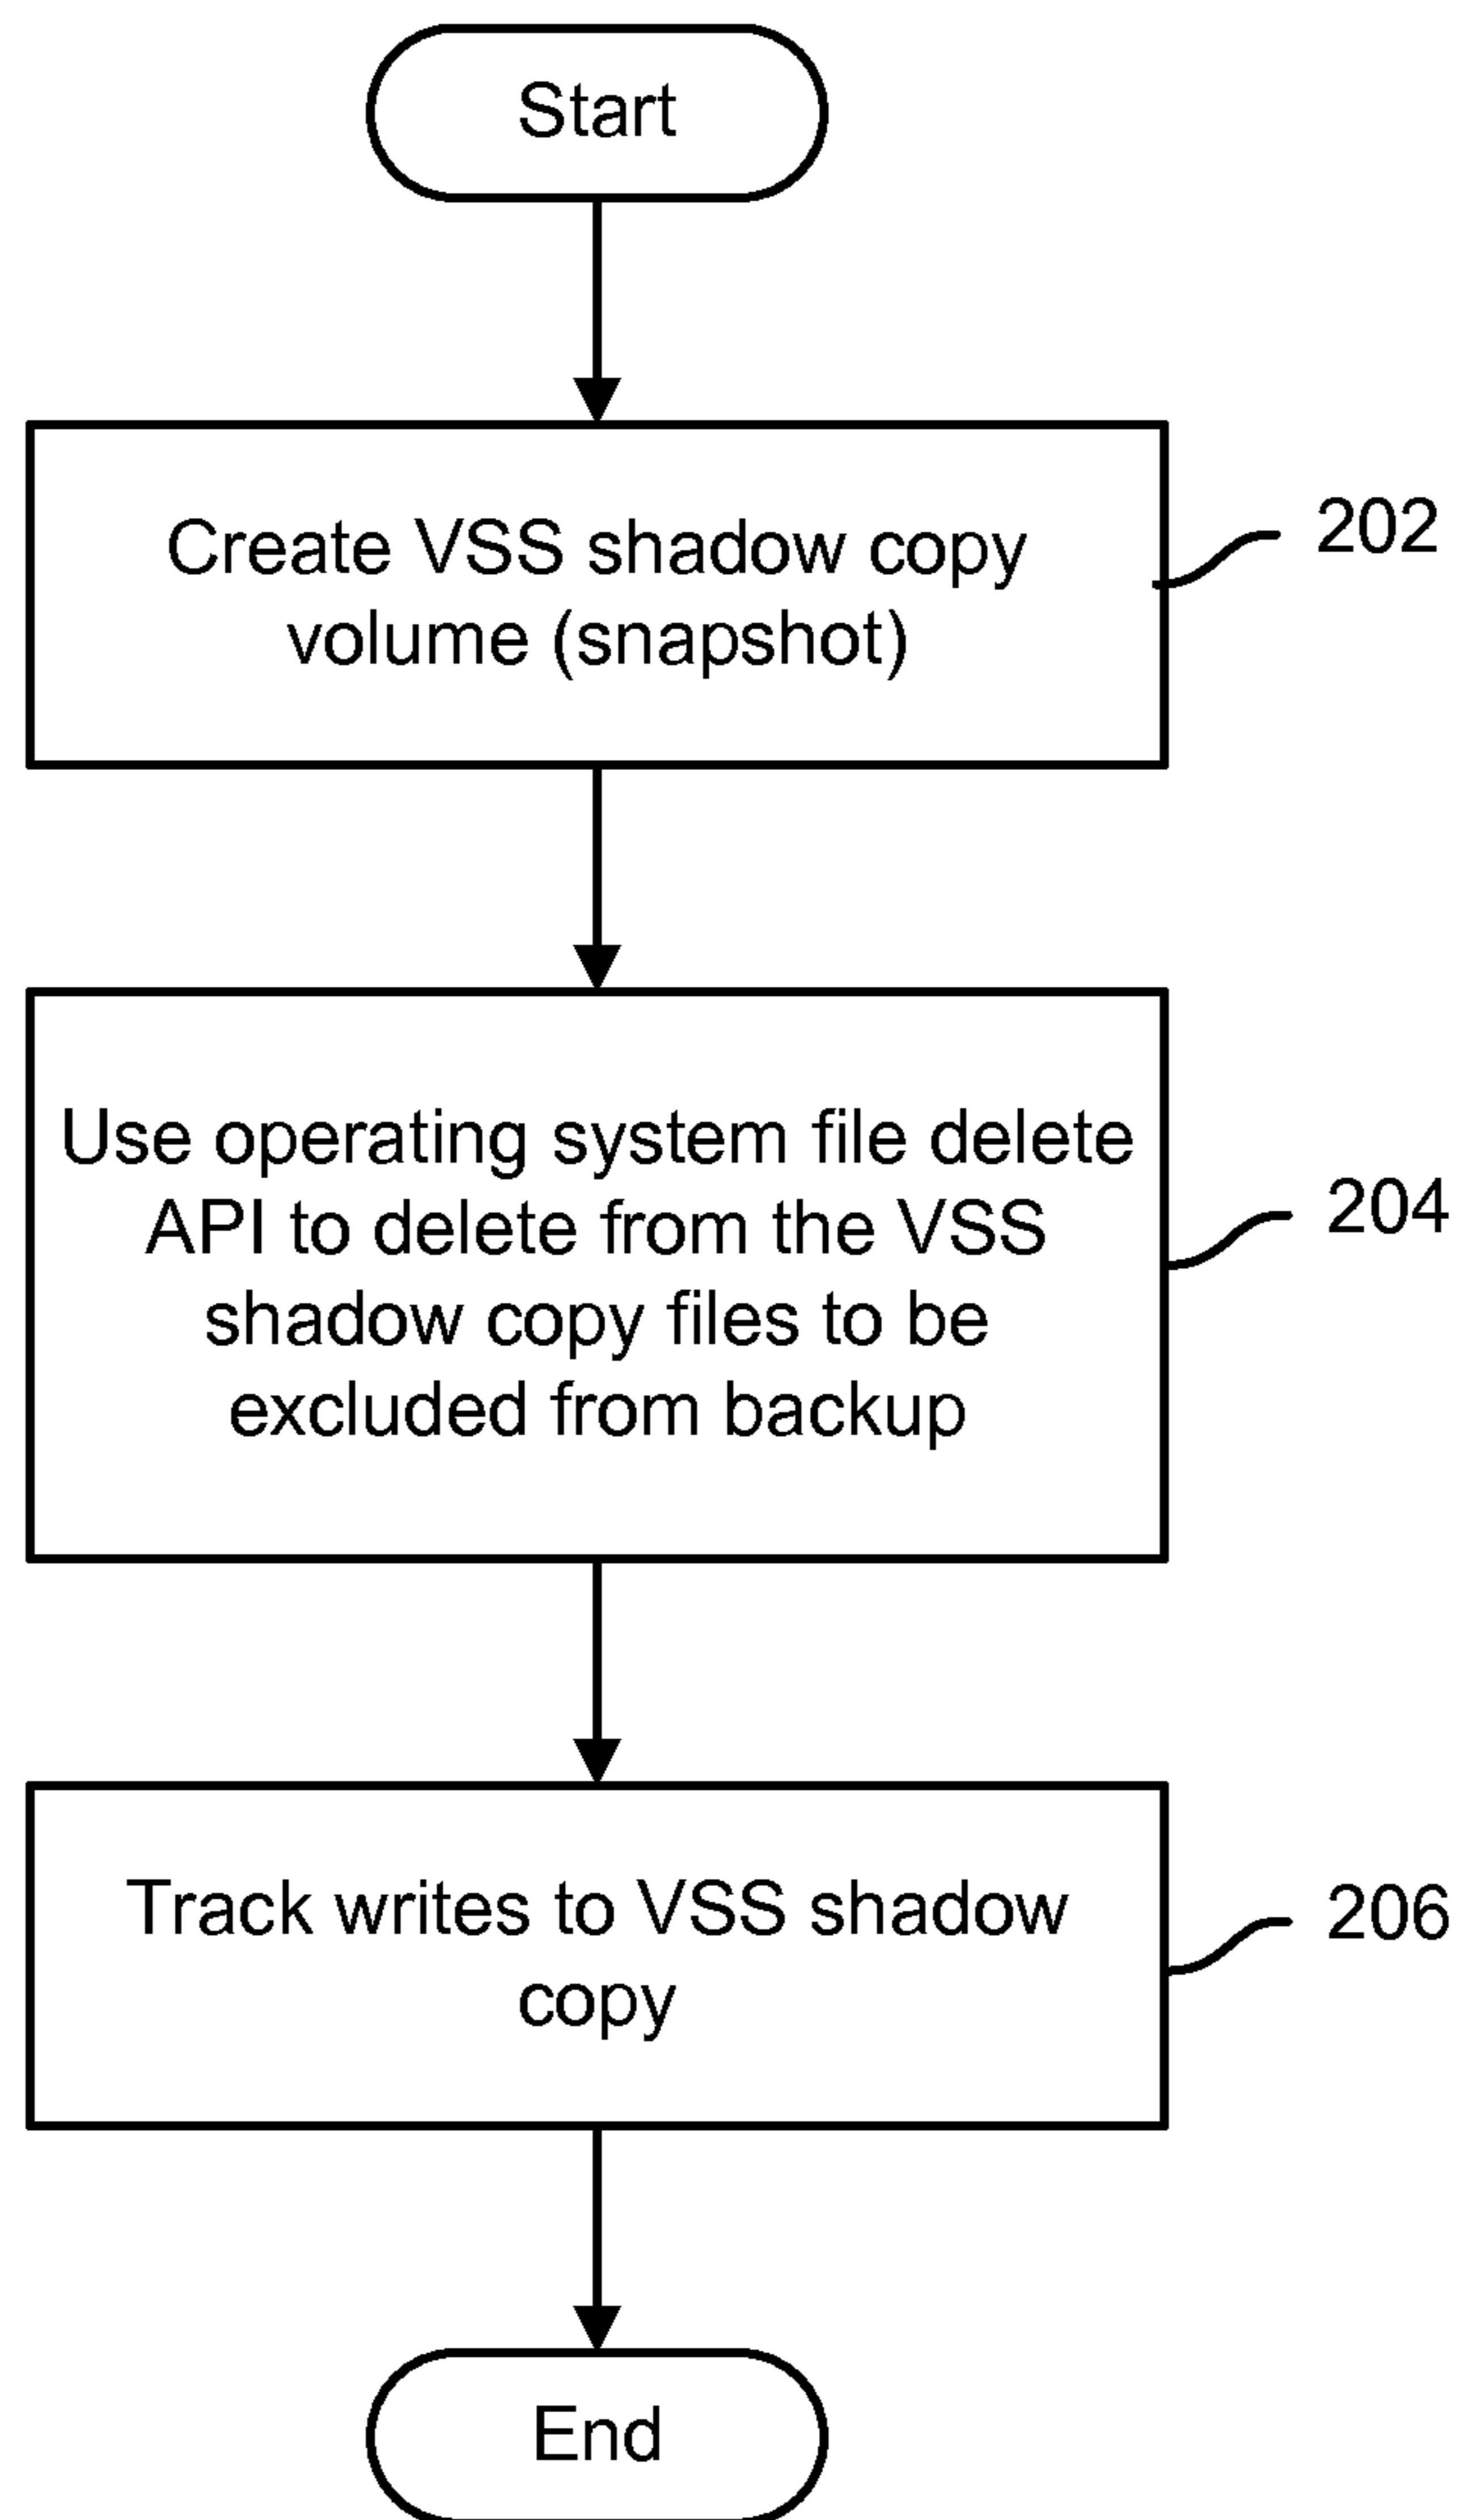 Start
Create VSS shadow copy
volume (snapshot)
202
Use operating system file delete
API to delete from the VSS
shadow copy files to be
excluded from backup
204
Track writes to VSS shadow
copy
206
End